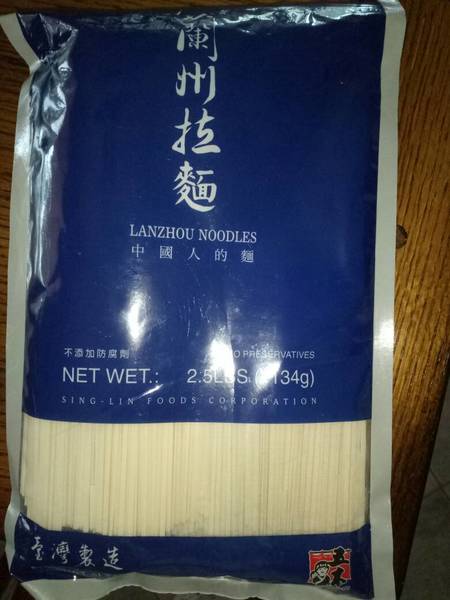 蘭州拉麵
LANZHOU NOODLES
中國人的麵
不添加防腐劑
PRESERVATIVES
NET WET.: 2.5LBS (1134g)
SING-LIN FOODS CORPORATION
臺灣製造